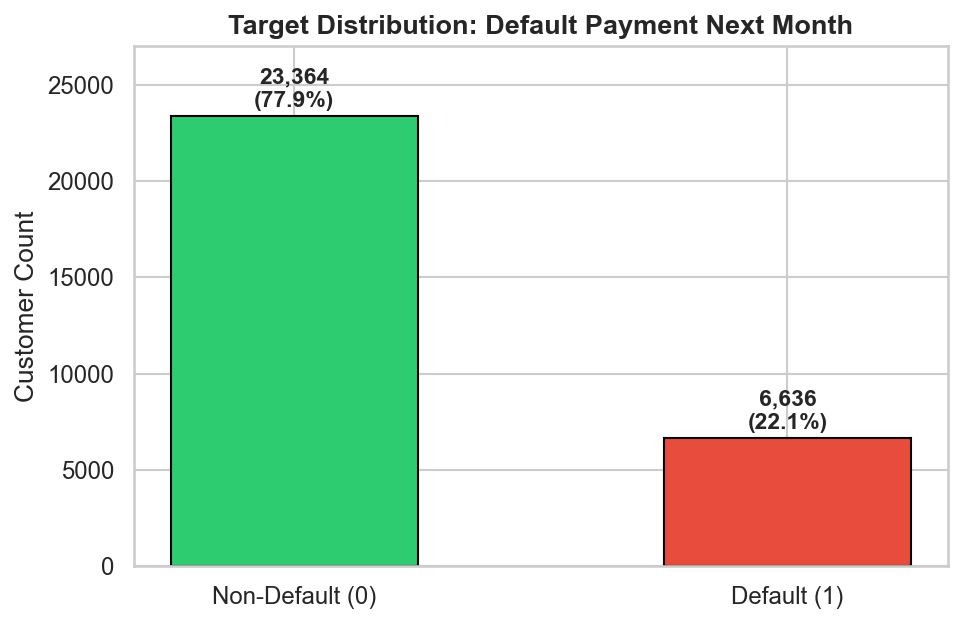 Target Distribution: Default Payment Next Month
Customer Count
25000
20000
15000
10000
5000
0
23,364
(77.9%)
6,636
(22.1%)
Non-Default (0)
Default (1)